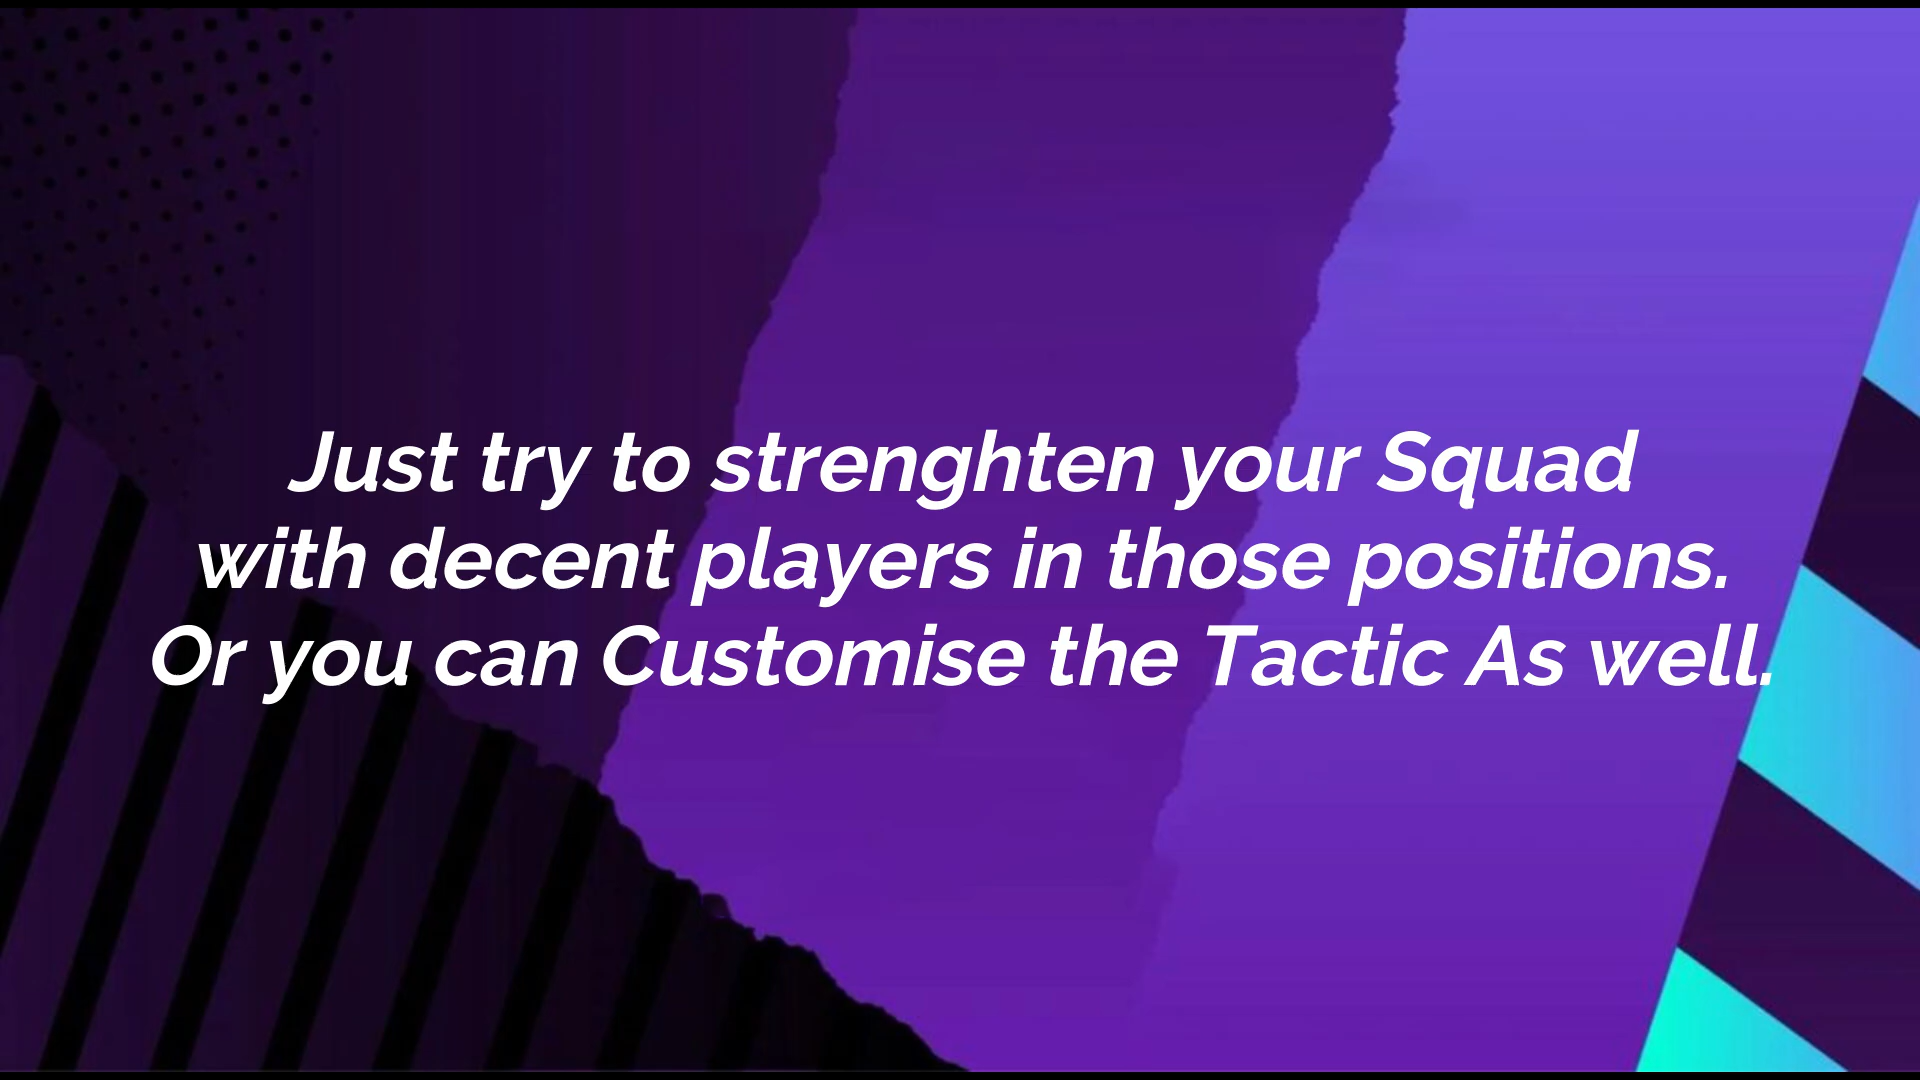 Just try to strenghten your Squad
with decent players in those positions.
Or you can Customise the Tactic As well.